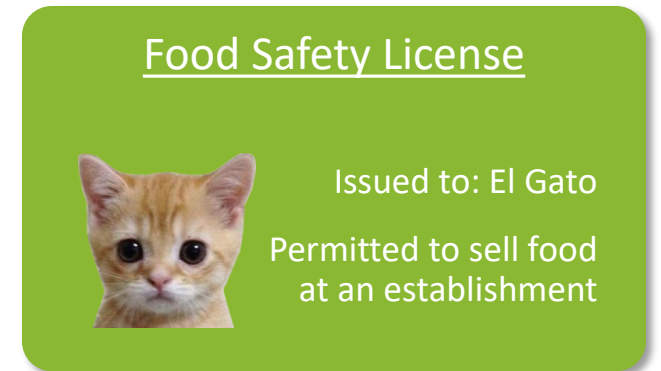 Food Safety License
Issued to: El Gato
Permitted to sell food
at an establishment